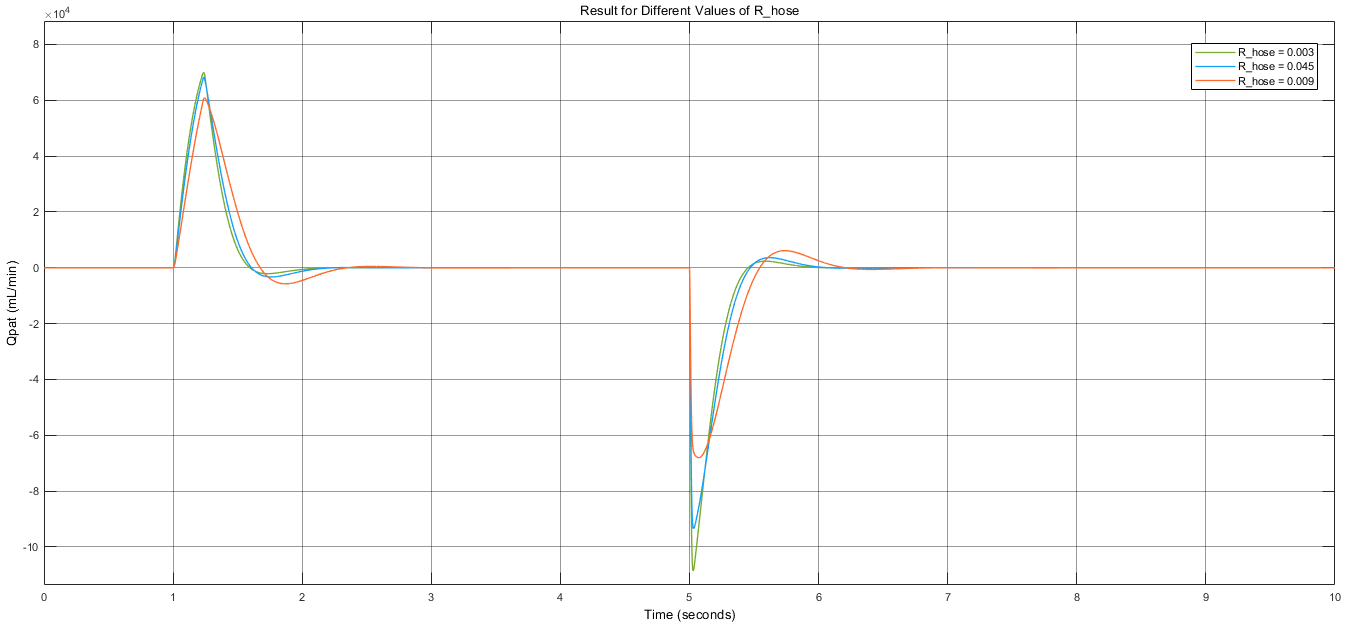 Result for Different Values of R_hose
×10⁴
R_hose = 0.003
R_hose = 0.045
R_hose = 0.009
8
6
4
2
0
-2
-4
-6
-8
-10
Qpat (mL/min)
0 1 2 3 4 5 6 7 8 9 10
Time (seconds)